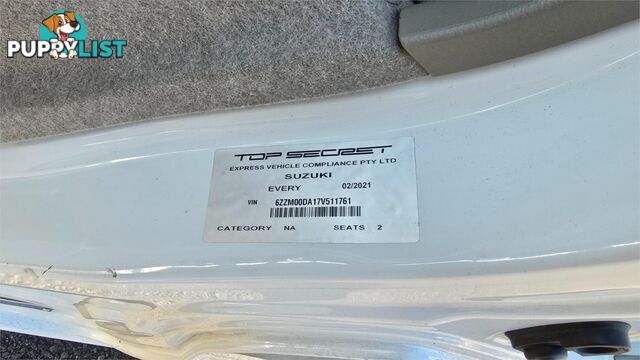 PUPPYLIST
TOP SECRET
EXPRESS VEHICLE COMPLIANCE PTY LTD
SUZUKI
EVERY 02/2021
VIN 6ZZM00DA17V511761
CATEGORY NA SEATS 2